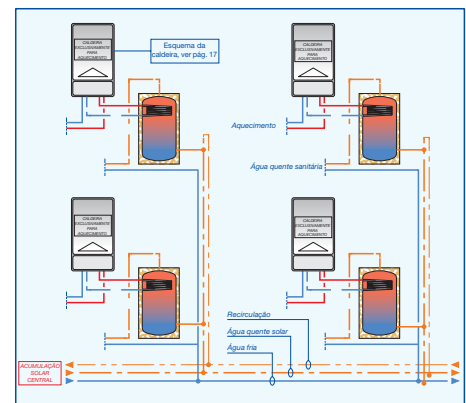 CALDEIRA
EXCLUSIVAMENTE
PARA
AQUECIMENTO
Esquema da
caldeira, ver pág. 17
CALDEIRA
EXCLUSIVAMENTE
PARA
AQUECIMENTO
Aquecimento
Água quente sanitária
CALDEIRA
EXCLUSIVAMENTE
PARA
AQUECIMENTO
CALDEIRA
EXCLUSIVAMENTE
PARA
AQUECIMENTO
Recirculação
Água quente solar
Água fria
ACUMULAÇÃO
SOLAR
CENTRAL